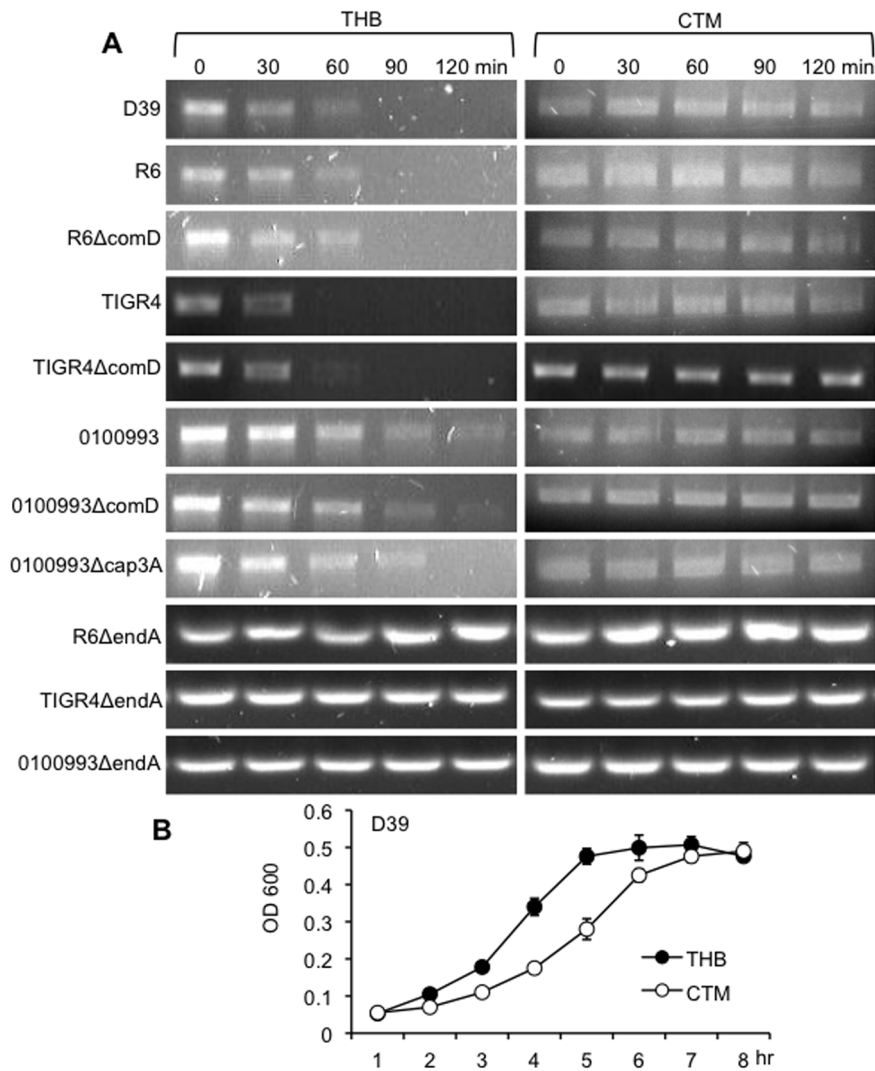 A
THB
CTM
0 30 60 90 120 min
0 30 60 90 120 min
D39
R6
R6ΔcomD
TIGR4
TIGR4ΔcomD
0100993
0100993ΔcomD
0100993Δcap3A
R6ΔendA
TIGR4ΔendA
0100993ΔendA
B
D39
OD 600
0.6
0.5
0.4
0.3
0.2
0.1
0
THB
CTM
1 2 3 4 5 6 7 8 hr